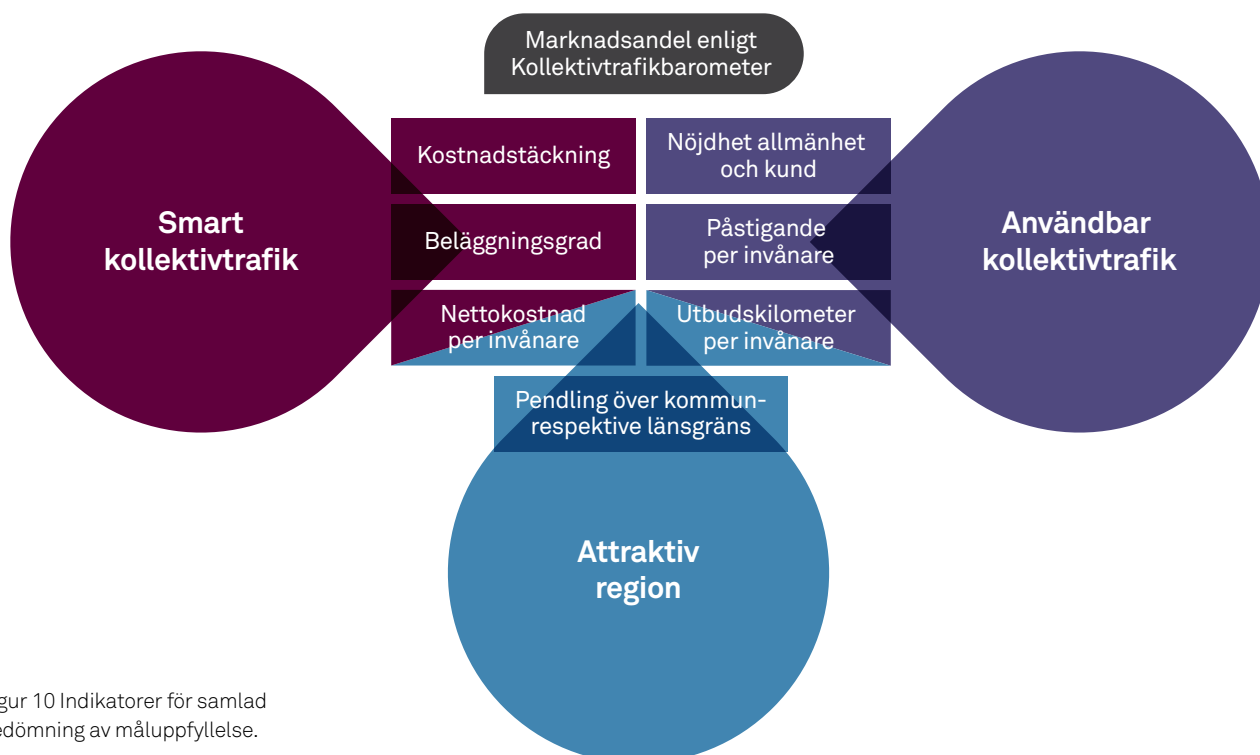 Marknadsandel enligt
Kollektivtrafikbarometer
Kostnadstäckning
Nöjdhet allmänhet
och kund
Smart
kollektivtrafik
Beläggningsgrad
Påstigande
per invånare
Användbar
kollektivtrafik
Nettokostnad
per invånare
Utbudskilometer
per invånare
Pendling över kommun-
respektive länsgräns
Attraktiv
region
gur 10 Indikatorer för samlad
edömning av måluppfyllelse.